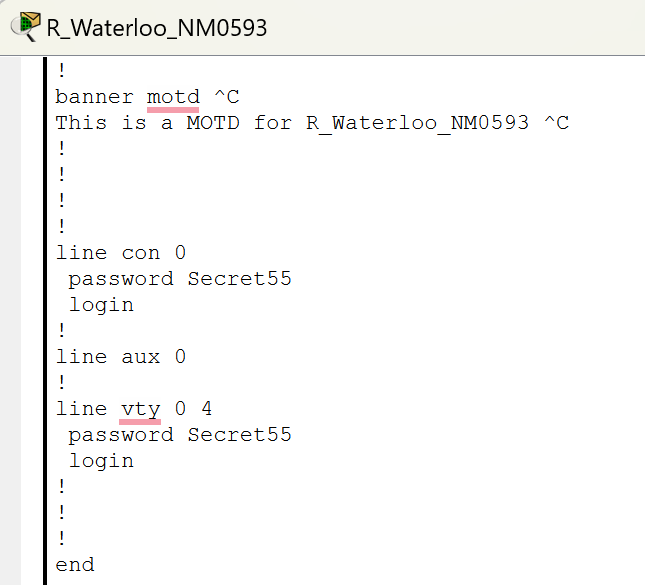 R_Waterloo_NM0593
!
banner motd ^C
This is a MOTD for R_Waterloo_NM0593 ^C
!
!
!
!
line con 0
 password Secret55
 login
!
line aux 0
!
line vty 0 4
 password Secret55
 login
!
!
!
end